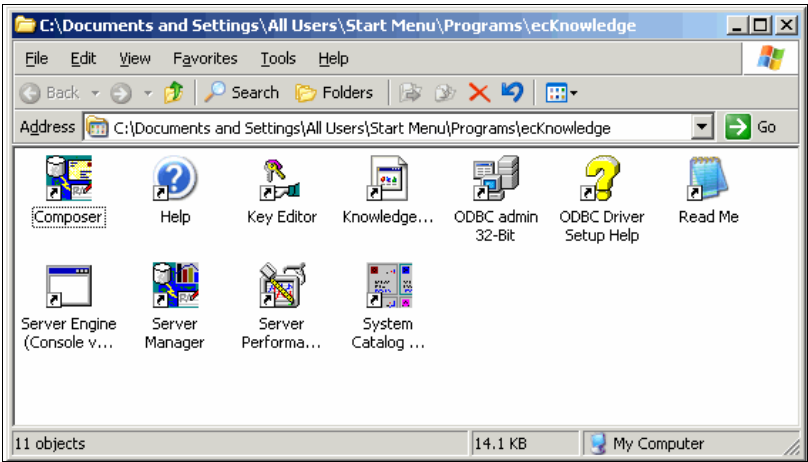 C:\Documents and Settings\All Users\Start Menu\Programs\ecKnowledge
File Edit View Favorites Tools Help
Back Search Folders
Address C:\Documents and Settings\All Users\Start Menu\Programs\ecKnowledge Go
Composer Help Key Editor Knowledge... ODBC admin ODBC Driver Read Me
32-Bit Setup Help
Server Engine Server Server System
(Console v... Manager Performa... Catalog ...
11 objects 14.1 KB My Computer